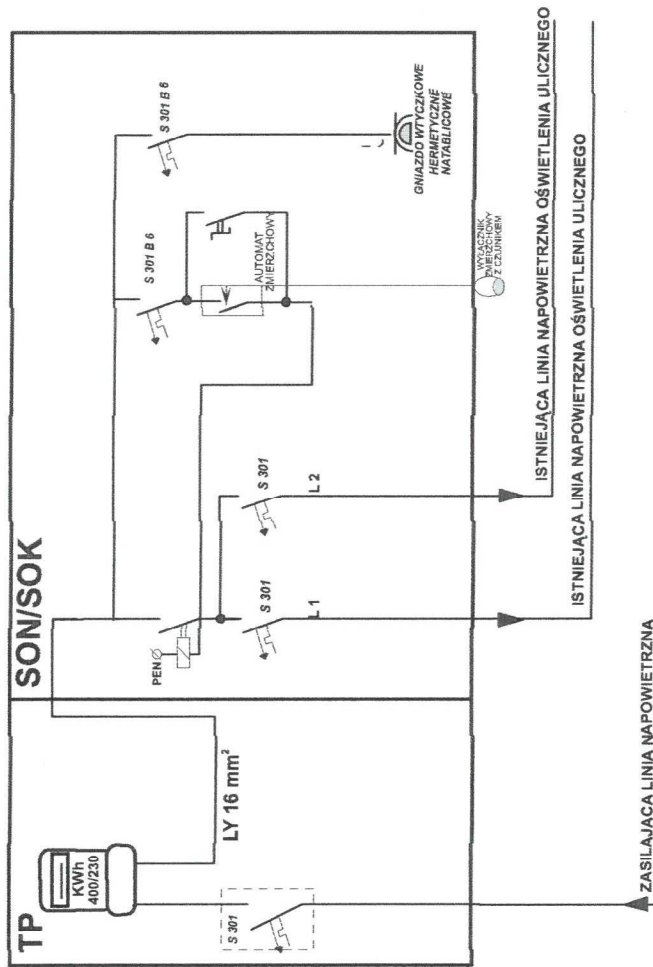 TP
KWh
400/230
S 301
LY 16 mm²
ZASILAJĄCA LINIA NAPOWIETRZNA
SON/SOK
PEN
S 301
L 1
S 301
L 2
S 301 B 6
AUTOMAT
ZMIERZCHOWY
S 301 B 6
GNIAZDO WTYCZKOWE
HERMETYCZNE
NATABLICOWE
WYŁĄCZNIK
ZMIERZCHOWY
Z CZUJNIKIEM
ISTNIEJĄCA LINIA NAPOWIETRZNA OŚWIETLENIA ULICZNEGO
ISTNIEJĄCA LINIA NAPOWIETRZNA OŚWIETLENIA ULICZNEGO